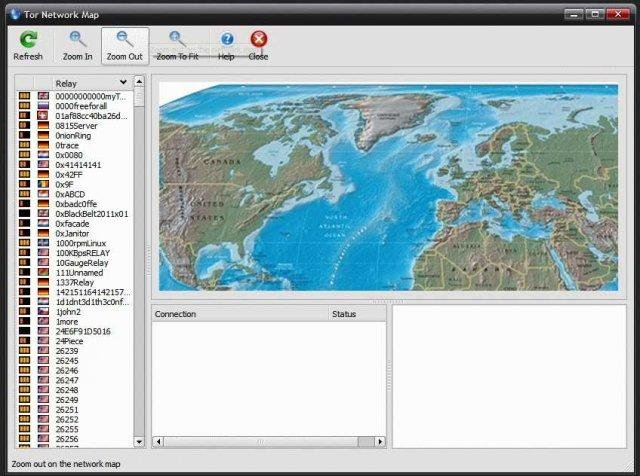 Tor Network Map
Refresh Zoom In Zoom Out Zoom To Fit Help Close
Relay
00000000000myT...
0000freeforall
01af88cc40ba26d...
0815Server
0nionRing
0trace
0x0080
0x41414141
0x42FF
0x9F
0xABCD
0xbadc0ffe
0xBlackBelt2011x01
0xfacade
0xJanitor
1000rpmLinux
100KBpsRELAY
10GaugeRelay
111Unnamed
1337Relay
142151164142157...
1d1dnt3d1th3c0nf...
1john2
1more
24E6F91D5016
24Piece
26239
26245
26246
26247
26248
26249
26251
26252
26255
26256
CANADA
UNITED
STATES
NORTH
ATLANTIC
OCEAN
Connection Status
Zoom out on the network map